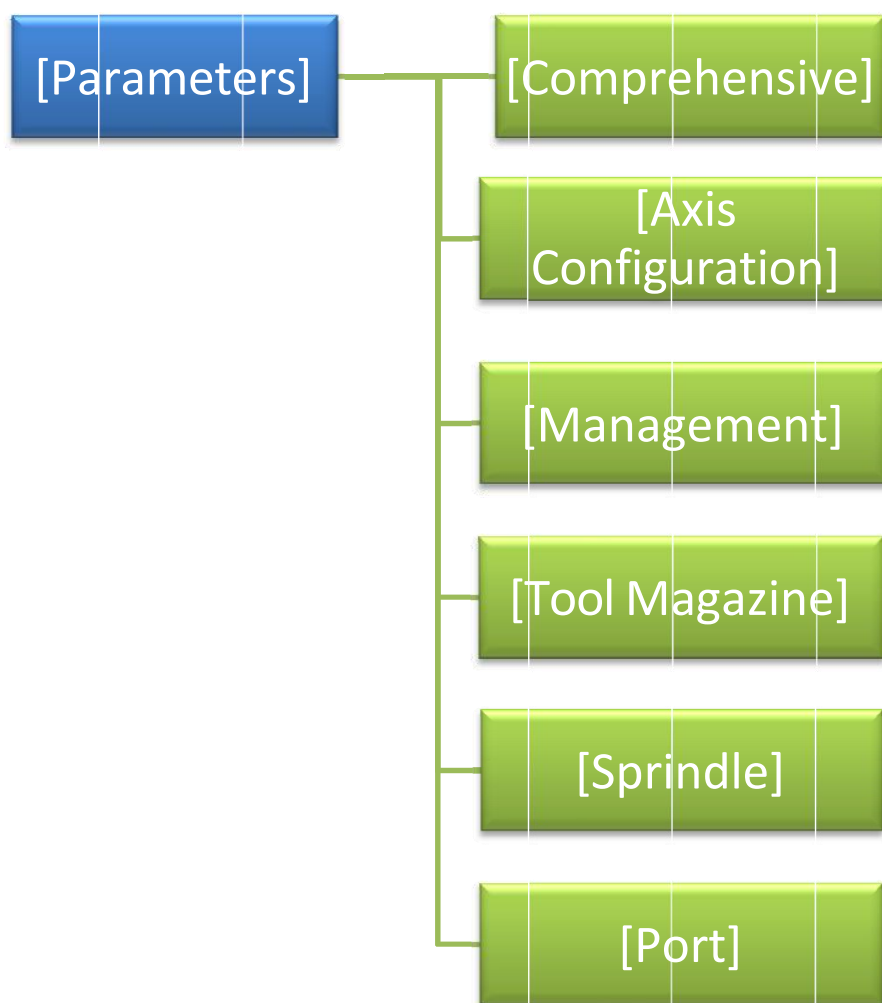 [Parameters]
[Comprehensive]
[Axis
Configuration]
[Management]
[Tool Magazine]
[Sprindle]
[Port]